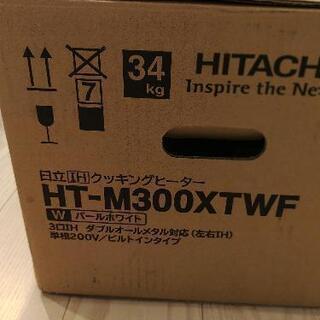 34
kg
7
HITACH
Inspire the Ne
日立IHクッキングヒーター
HT-M300XTWF
W パールホワイト
3口IH ダブルオールメタル対応(左右IH)
単相200V/ビルトインタイプ